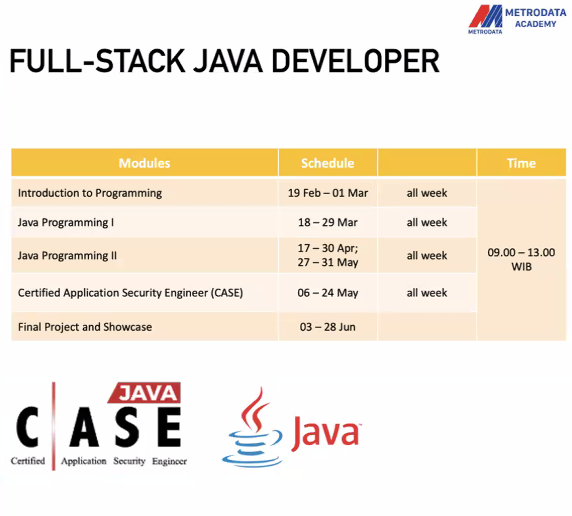 METRODATA
ACADEMY
METRODATA
FULL-STACK JAVA DEVELOPER
Modules Schedule Time
Introduction to Programming 19 Feb – 01 Mar all week
Java Programming I 18 – 29 Mar all week
Java Programming II 17 – 30 Apr; 27 – 31 May all week
09.00 – 13.00 WIB
Certified Application Security Engineer (CASE) 06 – 24 May all week
Final Project and Showcase 03 – 28 Jun
JAVA
C|ASE
Certified Application Security Engineer
Java™